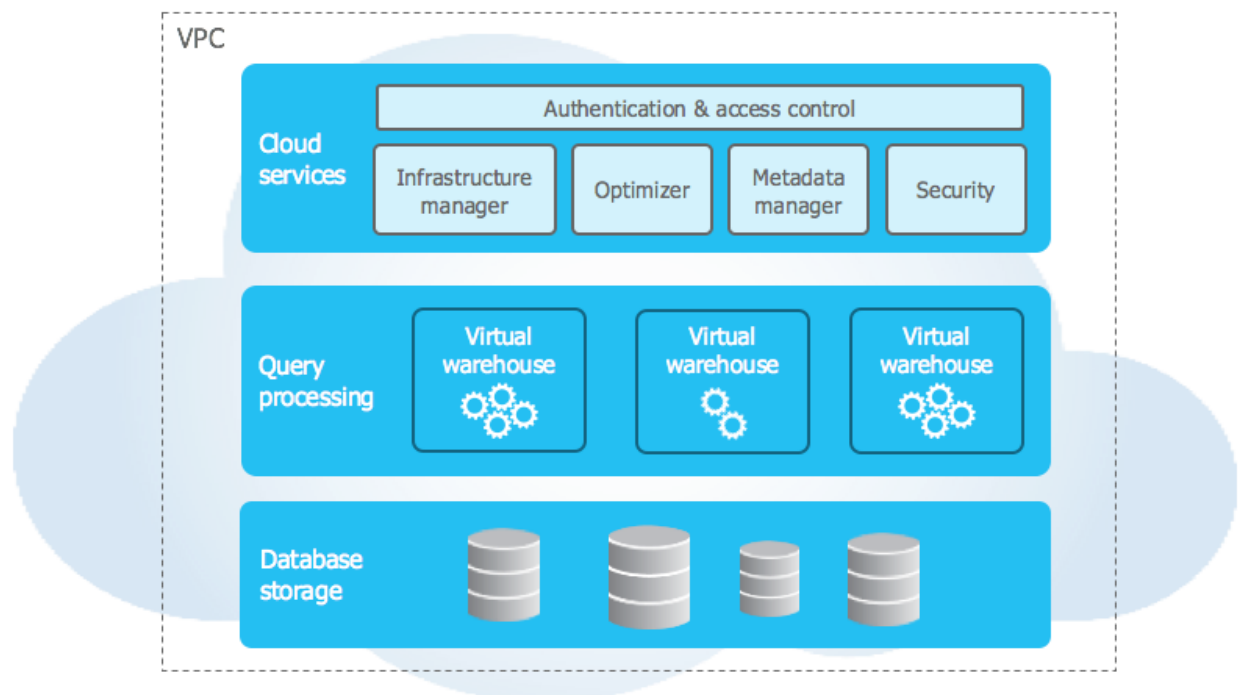 VPC
Cloud
services
Authentication & access control
Infrastructure
manager
Optimizer
Metadata
manager
Security
Query
processing
Virtual
warehouse
Virtual
warehouse
Virtual
warehouse
Database
storage